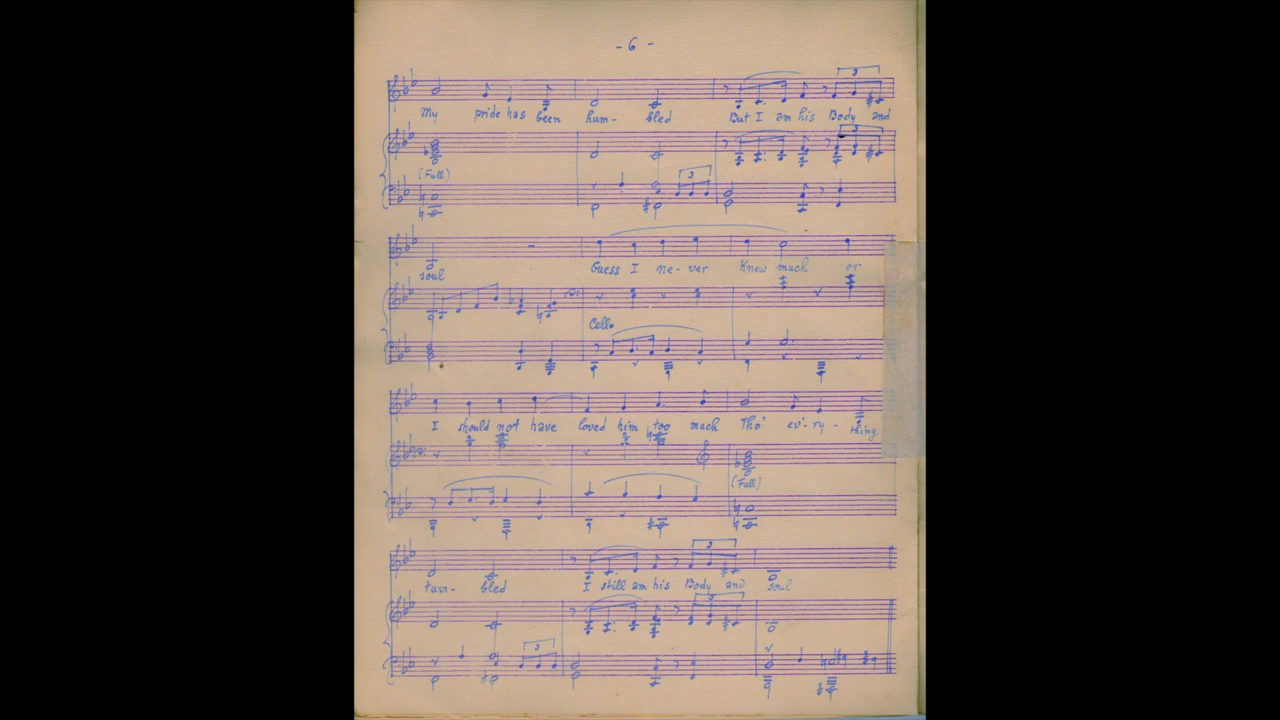 - 6 -
My pride has been hum- bled But I am his Body and
(Full)
soul Guess I ne- ver Knew much or
Cello
I should not have loved him too much Tho' ev'- ry - thing
(Full)
tum- bled I still am his Body and soul